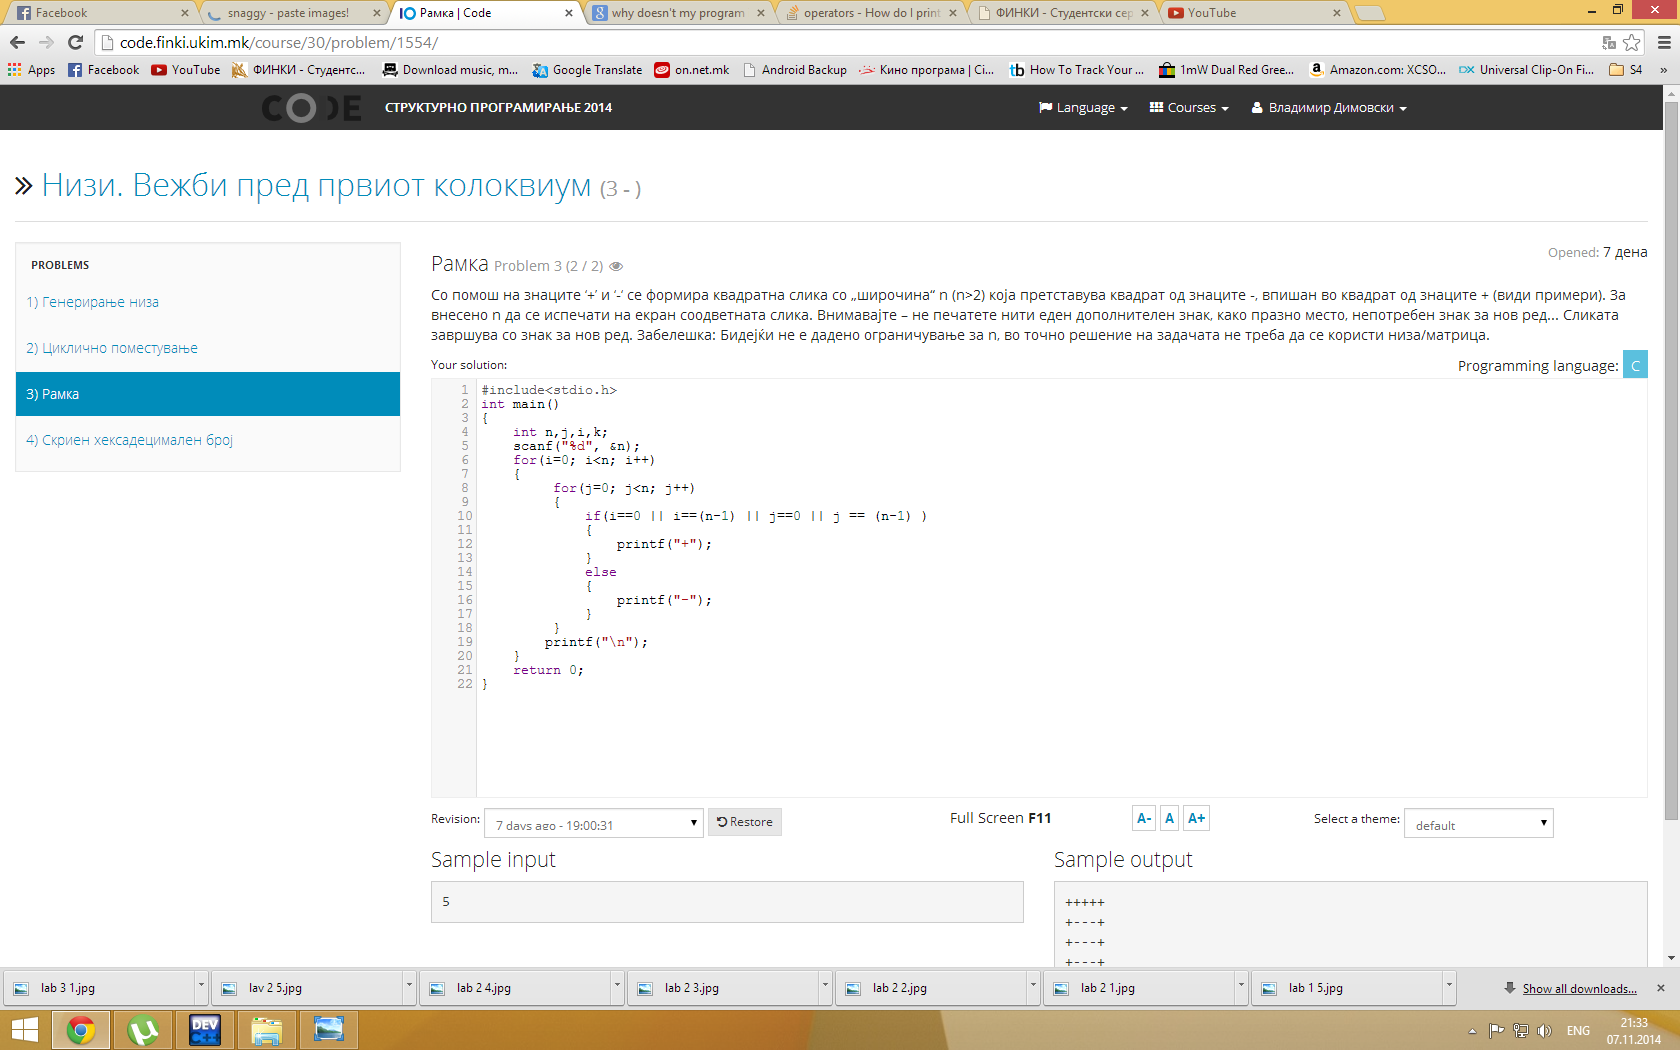 Facebook
snaggy - paste images!
Рамка | Code
why doesn't my program
operators - How do I print
ФИНКИ - Студентски сер
YouTube
code.finki.ukim.mk/course/30/problem/1554/
Apps
Facebook
YouTube
ФИНКИ - Студентс...
Download music, m...
Google Translate
on.net.mk
Android Backup
Кино програма | Ci...
How To Track Your ...
1mW Dual Red Gree...
Amazon.com: XCSO...
Universal Clip-On Fi...
S4
»
CODE
СТРУКТУРНО ПРОГРАМИРАЊЕ 2014
Language
Courses
Владимир Димовски
Низи. Вежби пред првиот колоквиум (3 - )
PROBLEMS
1) Генерирање низа
2) Циклично поместување
3) Рамка
4) Скриен хексадецимален број
Opened: 7 дена
Рамка Problem 3 (2 / 2)
Со помош на знаците ‘+’ и ‘-‘ се формира квадратна слика со „широчина“ n (n>2) која претставува квадрат од знаците -, впишан во квадрат од знаците + (види примери). За
внесено n да се испечати на екран соодветната слика. Внимавајте – не печатете нити еден дополнителен знак, како празно место, непотребен знак за нов ред... Сликата
завршува со знак за нов ред. Забелешка: Бидејќи не е дадено ограничување за n, во точно решение на задачата не треба да се користи низа/матрица.
Your solution:
Programming language: C
1 #include<stdio.h>
2 int main()
3 {
4 int n,j,i,k;
5 scanf("%d", &n);
6 for(i=0; i<n; i++)
7 {
8 for(j=0; j<n; j++)
9 {
10 if(i==0 || i==(n-1) || j==0 || j == (n-1) )
11 {
12 printf("+");
13 }
14 else
15 {
16 printf("-");
17 }
18 }
19 printf("\n");
20 }
21 return 0;
22 }
Revision:
7 days ago - 19:00:31
Restore
Full Screen F11
A-
A
A+
Select a theme:
default
Sample input
5
Sample output
+++++
+---+
+---+
+---+
lab 3 1.jpg
lav 2 5.jpg
lab 2 4.jpg
lab 2 3.jpg
lab 2 2.jpg
lab 2 1.jpg
lab 1 5.jpg
Show all downloads...
DEV
C++
ENG
21:33
07.11.2014